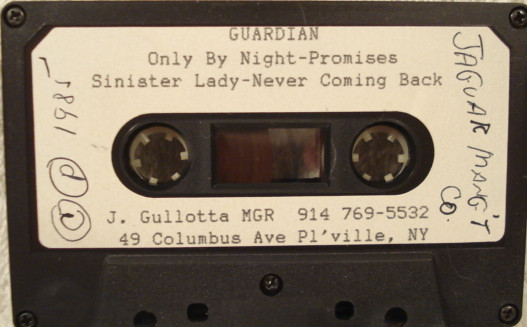 GUARDIAN
Only By Night-Promises
Sinister Lady-Never Coming Back
J. Gullotta MGR 914 769-5532
49 Columbus Ave Pl'ville, NY
© ℗ 1985
JAGUAR MANG'T
Co.